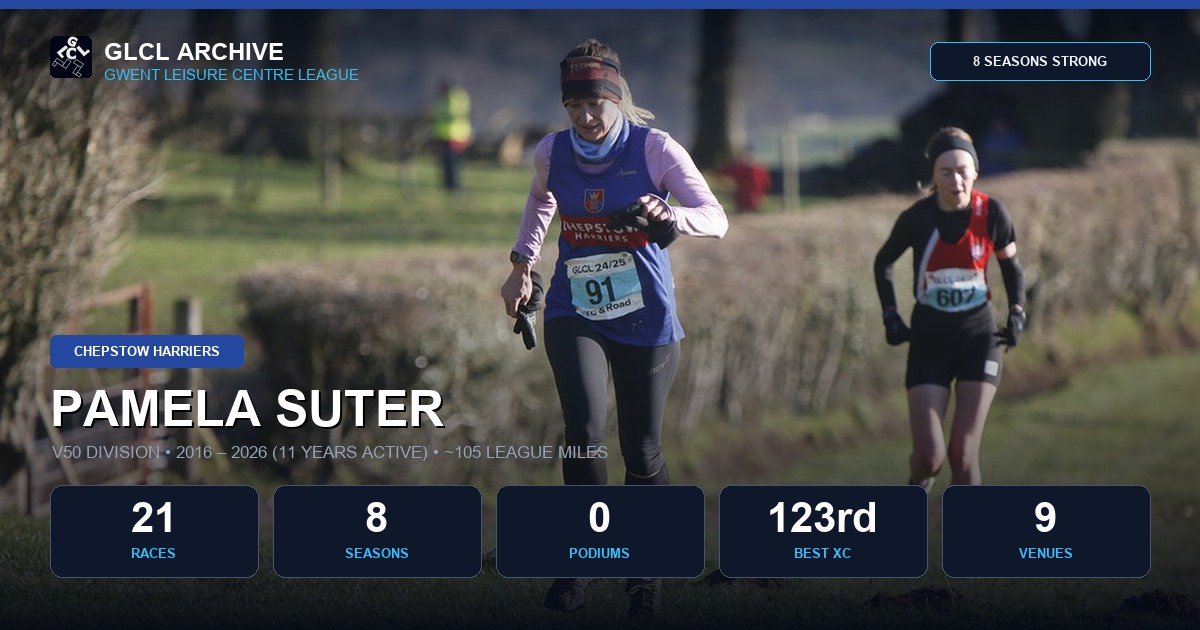 GLCL ARCHIVE
GWENT LEISURE CENTRE LEAGUE
8 SEASONS STRONG
CHEPSTOW
HARRIERS
GLCL 24/25
91
& Road
607
CHEPSTOW HARRIERS
PAMELA SUTER
V50 DIVISION • 2016 – 2026 (11 YEARS ACTIVE) • ~105 LEAGUE MILES
21
RACES
8
SEASONS
0
PODIUMS
123rd
BEST XC
9
VENUES